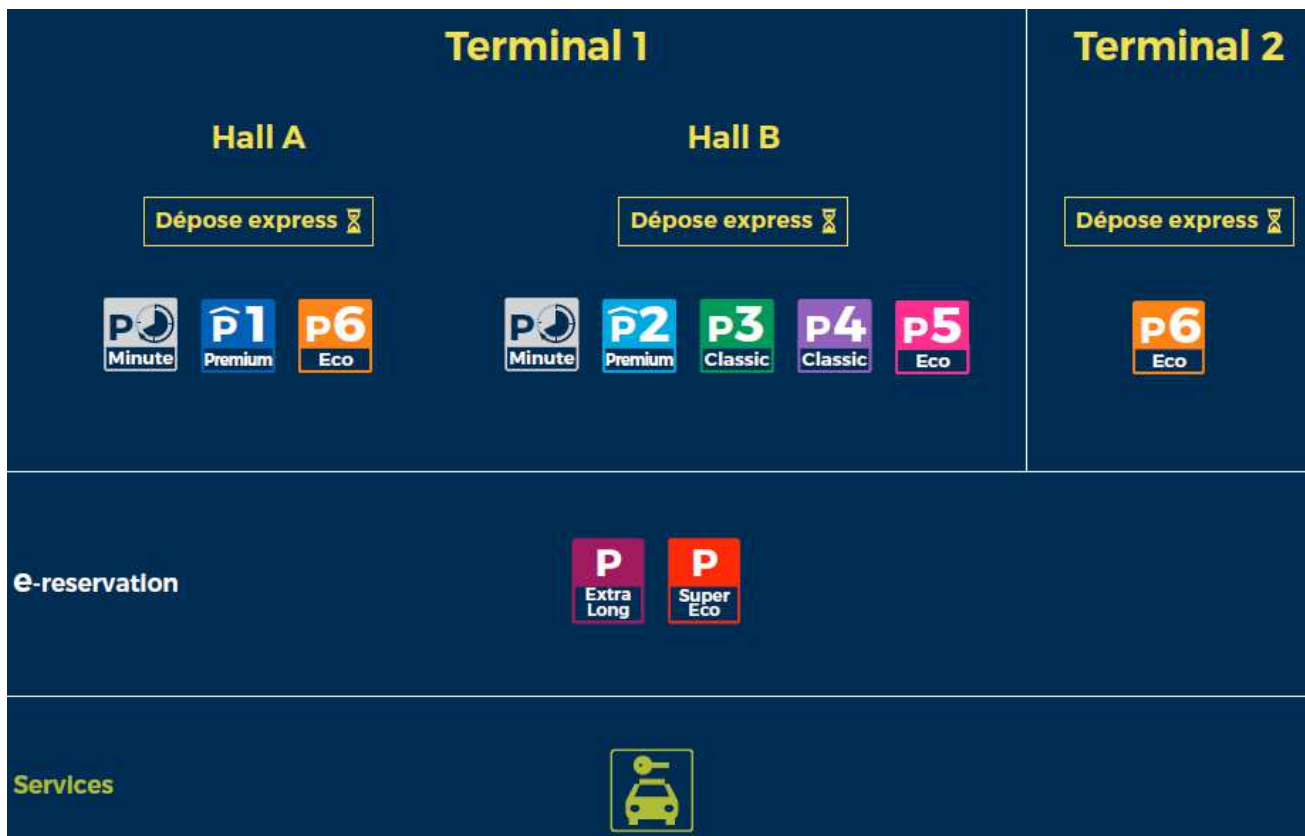 Terminal 1
Terminal 2
Hall A
Hall B
Dépose express
Dépose express
Dépose express
P
Minute
P1
Premium
P6
Eco
P
Minute
P2
Premium
P3
Classic
P4
Classic
P5
Eco
P6
Eco
e-reservation
P
Extra
Long
P
Super
Eco
Services